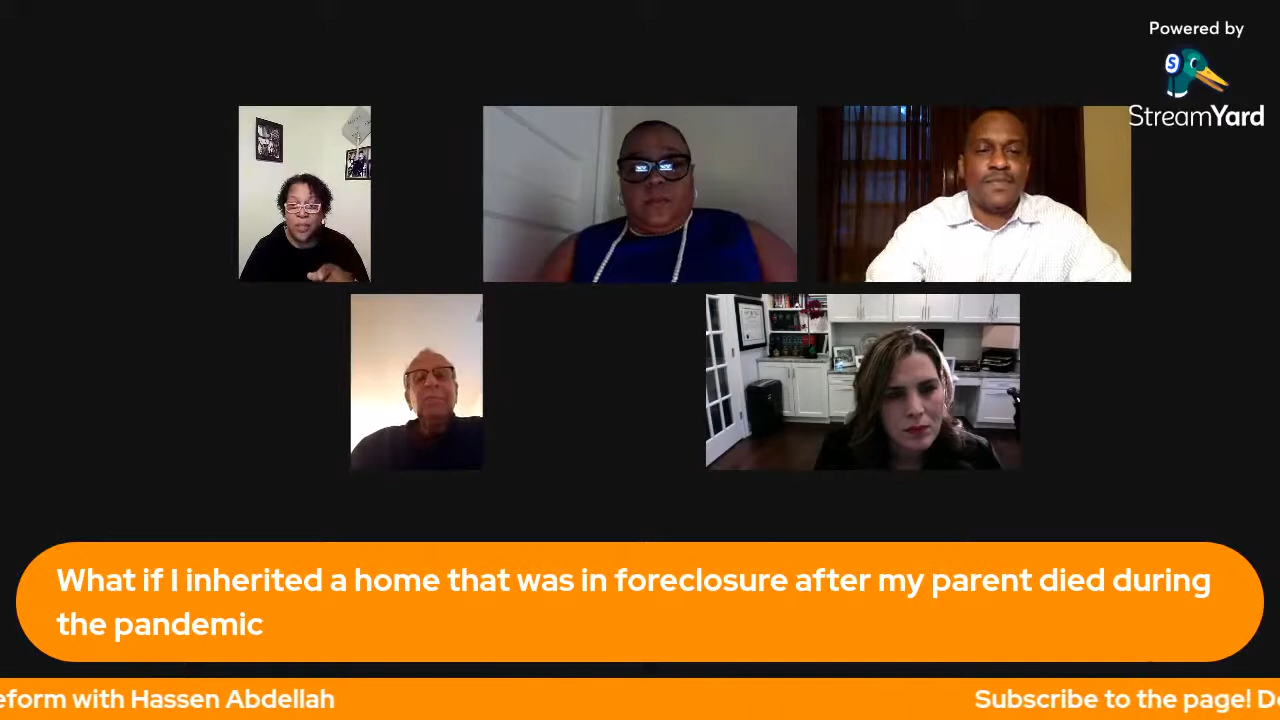 Powered by
S
StreamYard
What if I inherited a home that was in foreclosure after my parent died during
the pandemic
eform with Hassen Abdellah
Subscribe to the page! D